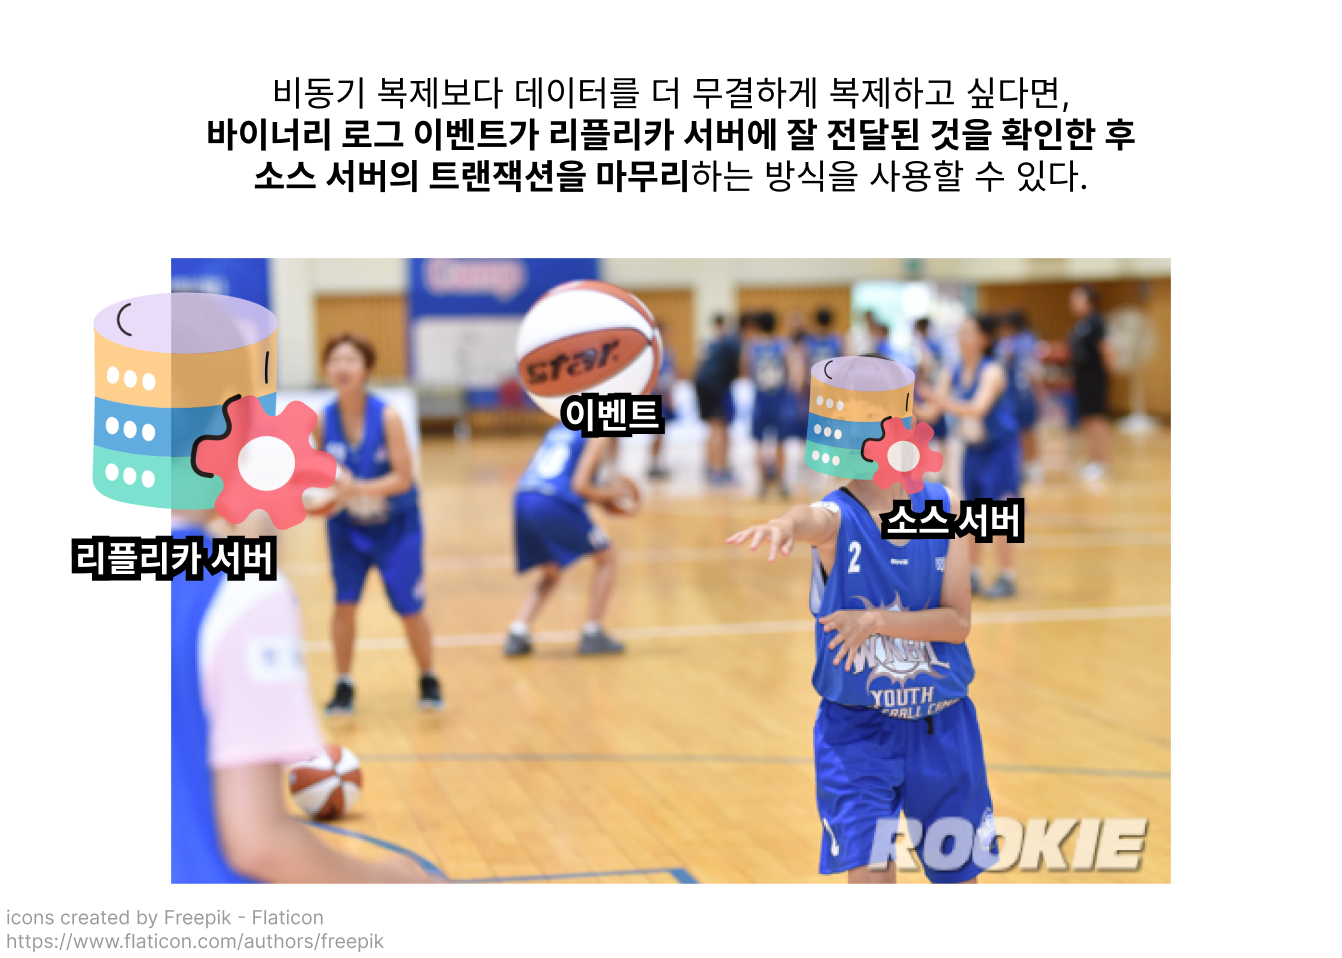 비동기 복제보다 데이터를 더 무결하게 복제하고 싶다면,
바이너리 로그 이벤트가 리플리카 서버에 잘 전달된 것을 확인한 후
소스 서버의 트랜잭션을 마무리하는 방식을 사용할 수 있다.
Camp
star
이벤트
소스 서버
리플리카 서버
2
WKBL
YOUTH
ROOKIE
icons created by Freepik - Flaticon
https://www.flaticon.com/authors/freepik